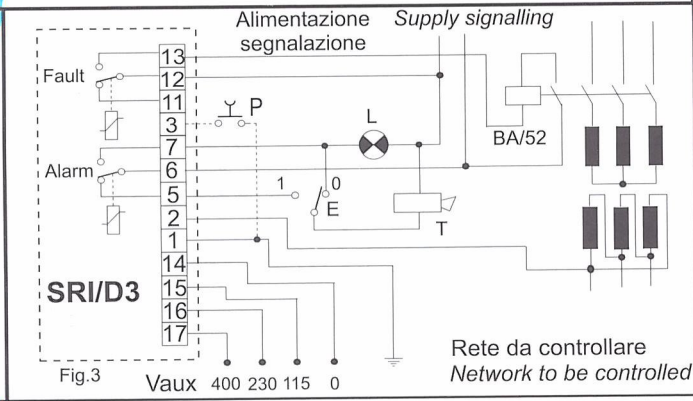 Alimentazione
segnalazione
Supply signalling
Fault
Alarm
13
12
11
3
7
6
5
2
1
14
15
16
17
P
L
1
0
E
T
BA/52
SRI/D3
Fig.3
Vaux 400 230 115 0
Rete da controllare
Network to be controlled